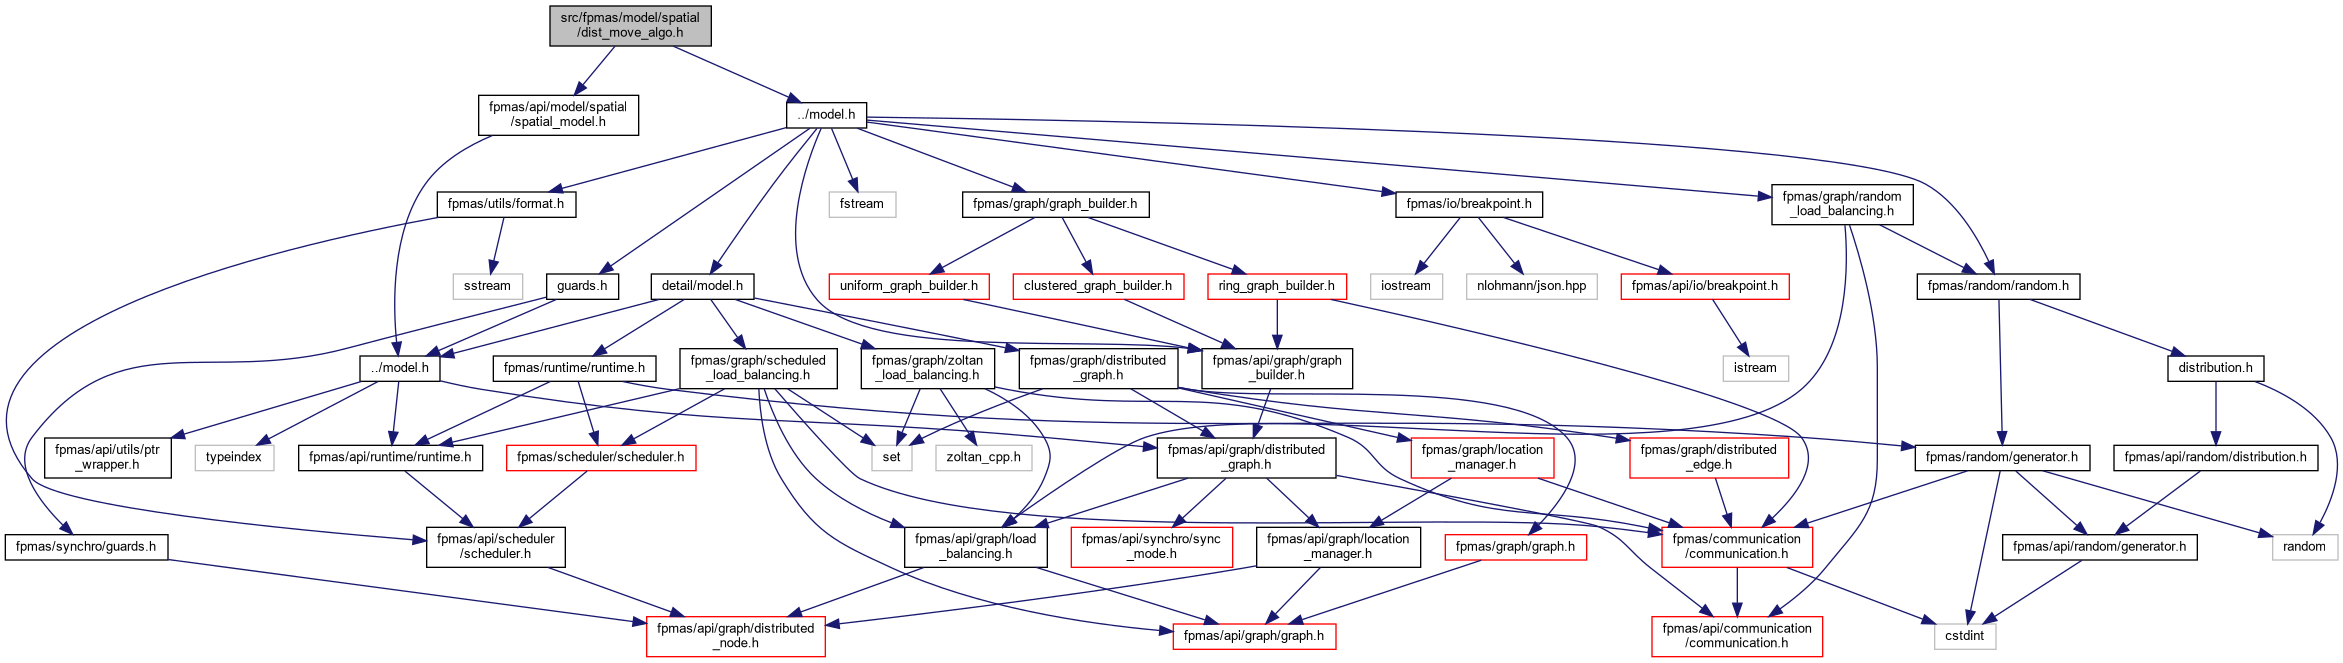 src/fpmas/model/spatial
/dist_move_algo.h
fpmas/api/model/spatial
/spatial_model.h
../model.h
fpmas/utils/format.h
fstream
fpmas/graph/graph_builder.h
fpmas/io/breakpoint.h
fpmas/graph/random
_load_balancing.h
sstream
guards.h
detail/model.h
uniform_graph_builder.h
clustered_graph_builder.h
ring_graph_builder.h
iostream
nlohmann/json.hpp
fpmas/api/io/breakpoint.h
fpmas/random/random.h
../model.h
fpmas/runtime/runtime.h
fpmas/graph/scheduled
_load_balancing.h
fpmas/graph/zoltan
_load_balancing.h
fpmas/graph/distributed
_graph.h
fpmas/api/graph/graph
_builder.h
istream
distribution.h
fpmas/api/utils/ptr
_wrapper.h
typeindex
fpmas/api/runtime/runtime.h
fpmas/scheduler/scheduler.h
set
zoltan_cpp.h
fpmas/api/graph/distributed
_graph.h
fpmas/graph/location
_manager.h
fpmas/graph/distributed
_edge.h
fpmas/random/generator.h
fpmas/api/random/distribution.h
fpmas/synchro/guards.h
fpmas/api/scheduler
/scheduler.h
fpmas/api/graph/load
_balancing.h
fpmas/api/synchro/sync
_mode.h
fpmas/api/graph/location
_manager.h
fpmas/graph/graph.h
fpmas/communication
/communication.h
fpmas/api/random/generator.h
random
fpmas/api/graph/distributed
_node.h
fpmas/api/graph/graph.h
fpmas/api/communication
/communication.h
cstdint